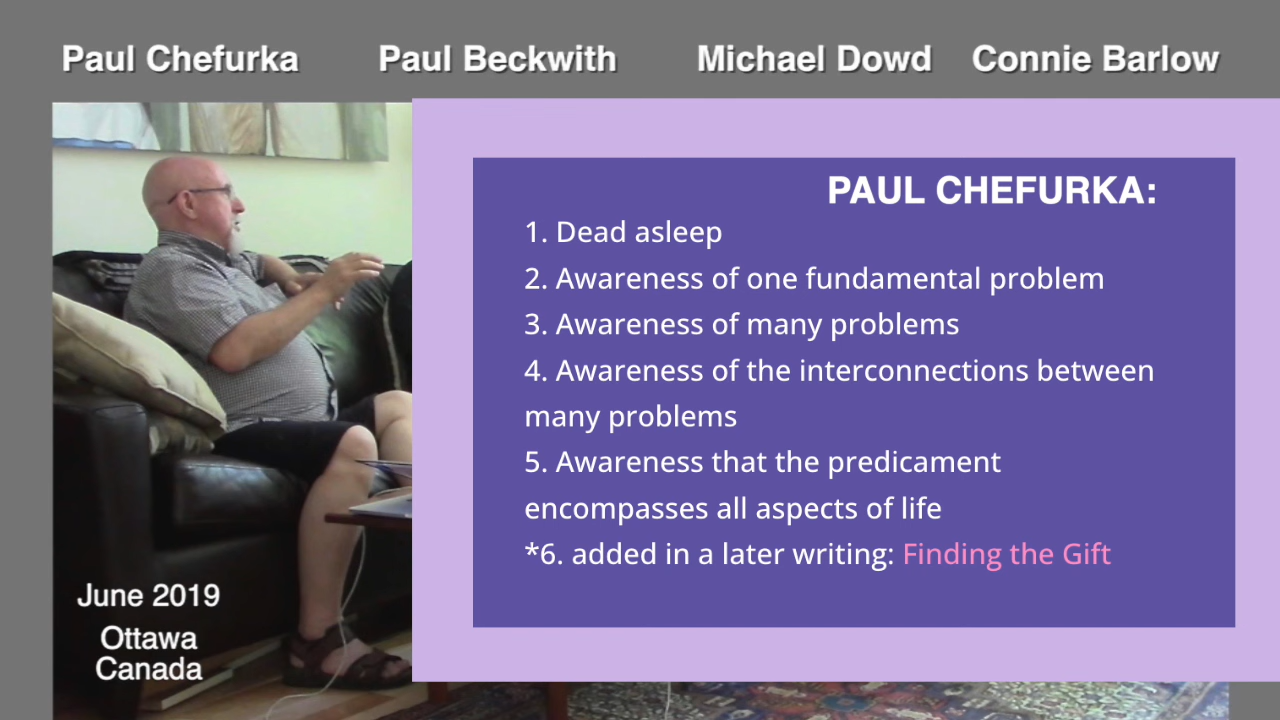 Paul Chefurka Paul Beckwith Michael Dowd Connie Barlow
PAUL CHEFURKA:
1. Dead asleep
2. Awareness of one fundamental problem
3. Awareness of many problems
4. Awareness of the interconnections between
many problems
5. Awareness that the predicament
encompasses all aspects of life
*6. added in a later writing: Finding the Gift
June 2019
Ottawa
Canada